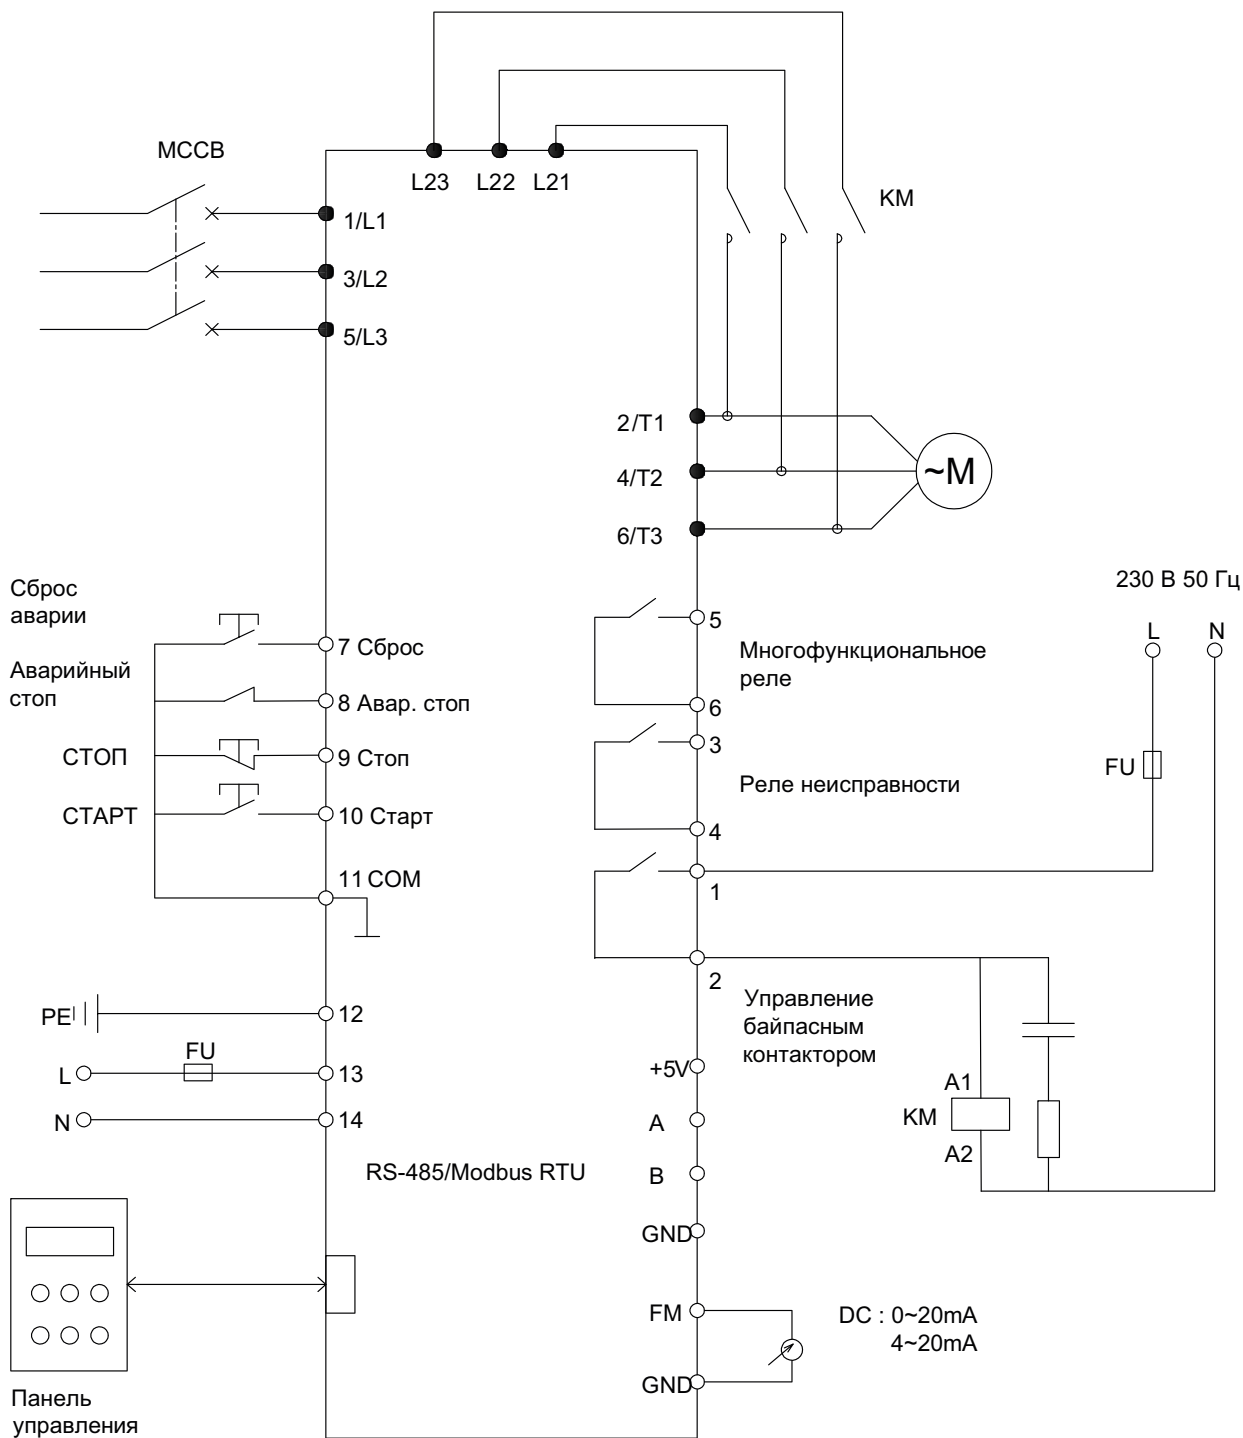 MCCB
L23 L22 L21
KM
1/L1
3/L2
5/L3
2/T1
4/T2
6/T3
~M
230 В 50 Гц
L N
Сброс
аварии
7 Сброс
Аварийный
стоп
8 Авар. стоп
СТОП
9 Стоп
СТАРТ
10 Старт
11 COM
5
Многофункциональное
реле
6
3
Реле неисправности
4
FU
1
2
Управление
байпасным
контактором
PE
12
FU
L
13
N
14
+5V
A
B
RS-485/Modbus RTU
GND
A1
KM
A2
FM
GND
DC : 0~20mA
4~20mA
Панель
управления